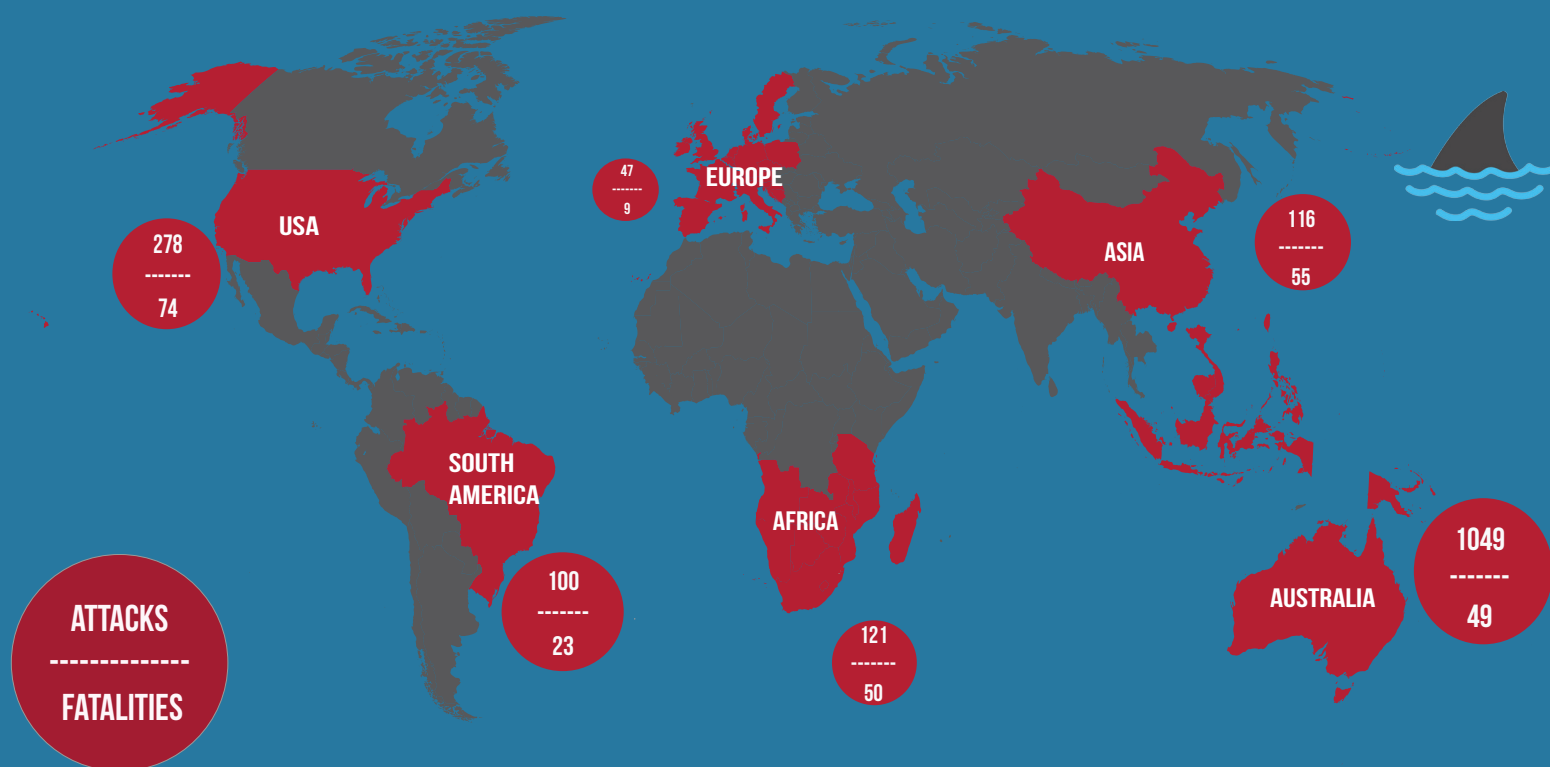 USA
278
-------
74
EUROPE
47
-------
9
ASIA
116
-------
55
SOUTH
AMERICA
100
-------
23
AFRICA
121
-------
50
AUSTRALIA
1049
-------
49
ATTACKS
--------------
FATALITIES